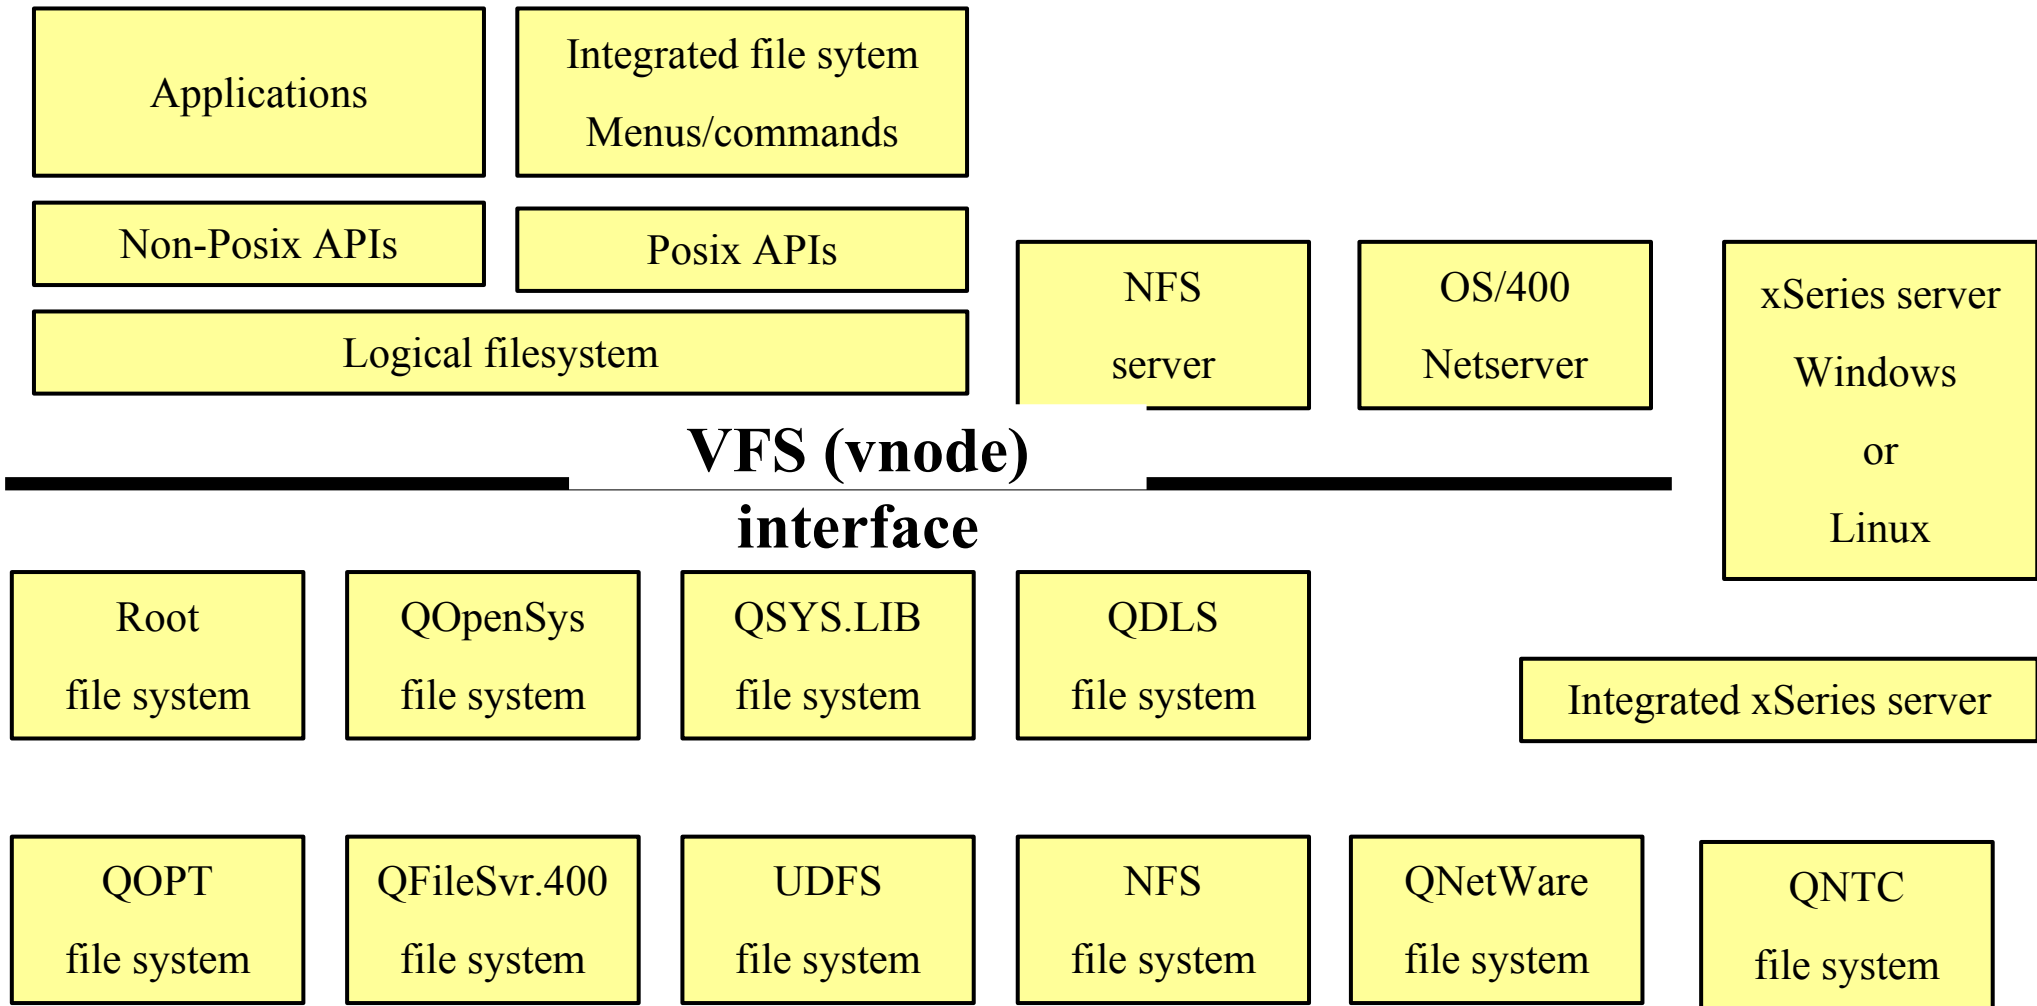 Applications
Integrated file sytem
Menus/commands
Non-Posix APIs
Posix APIs
Logical filesystem
NFS
server
OS/400
Netserver
xSeries server
Windows
or
Linux
VFS (vnode)
interface
Root
file system
QOpenSys
file system
QSYS.LIB
file system
QDLS
file system
Integrated xSeries server
QOPT
file system
QFileSvr.400
file system
UDFS
file system
NFS
file system
QNetWare
file system
QNTC
file system